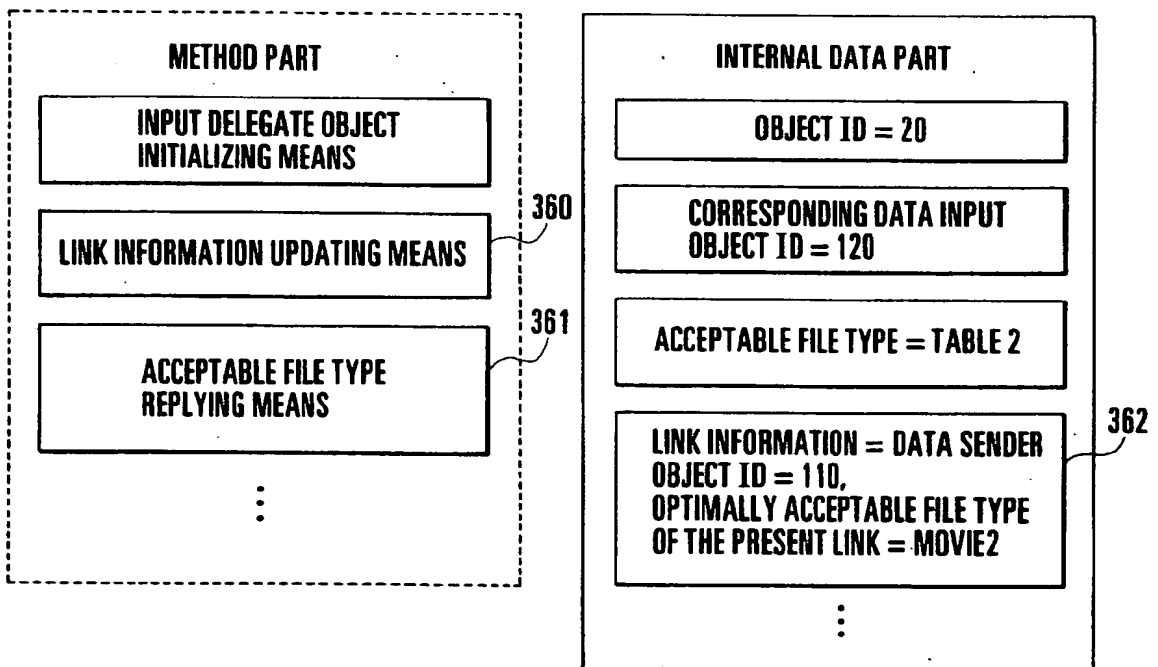 METHOD PART
INPUT DELEGATE OBJECT
INITIALIZING MEANS
360
LINK INFORMATION UPDATING MEANS
361
ACCEPTABLE FILE TYPE
REPLYING MEANS
INTERNAL DATA PART
OBJECT ID = 20
CORRESPONDING DATA INPUT
OBJECT ID = 120
ACCEPTABLE FILE TYPE = TABLE 2
362
LINK INFORMATION = DATA SENDER
OBJECT ID = 110,
OPTIMALLY ACCEPTABLE FILE TYPE
OF THE PRESENT LINK = MOVIE2